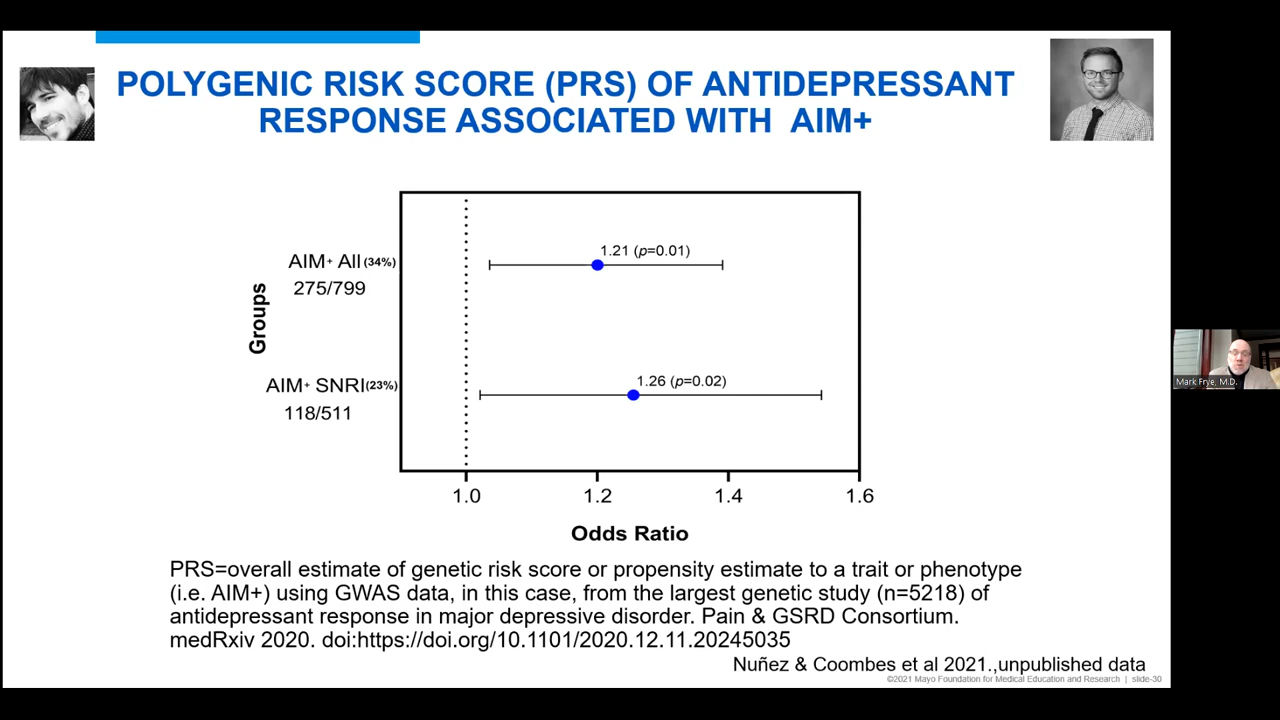 POLYGENIC RISK SCORE (PRS) OF ANTIDEPRESSANT
RESPONSE ASSOCIATED WITH AIM+
1.21 (p=0.01)
AIM+ All (34%)
275/799
Groups
1.26 (p=0.02)
AIM+ SNRI(23%)
118/511
1.0 1.2 1.4 1.6
Odds Ratio
PRS=overall estimate of genetic risk score or propensity estimate to a trait or phenotype
(i.e. AIM+) using GWAS data, in this case, from the largest genetic study (n=5218) of
antidepressant response in major depressive disorder. Pain & GSRD Consortium.
medRxiv 2020. doi:https://doi.org/10.1101/2020.12.11.20245035
Nuñez & Coombes et al 2021.,unpublished data
©2021 Mayo Foundation for Medical Education and Research | slide-30
Mark Frye, M.D.